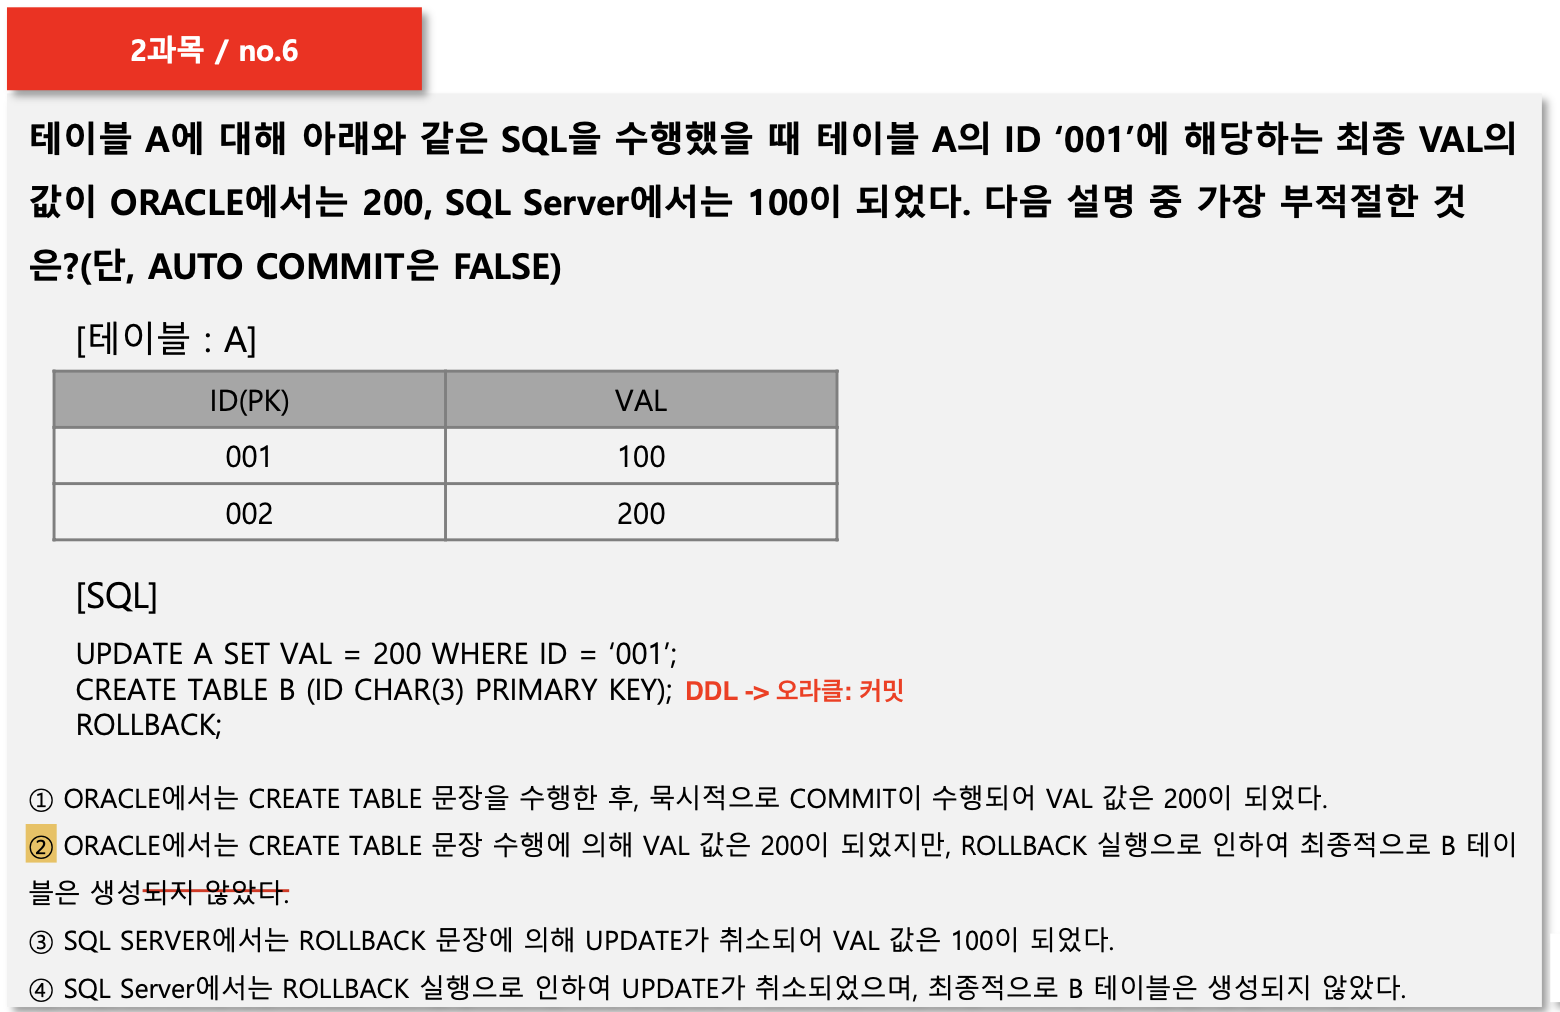 2과목 / no.6
테이블 A에 대해 아래와 같은 SQL을 수행했을 때 테이블 A의 ID ‘001’에 해당하는 최종 VAL의
값이 ORACLE에서는 200, SQL Server에서는 100이 되었다. 다음 설명 중 가장 부적절한 것
은?(단, AUTO COMMIT은 FALSE)
[테이블 : A]
ID(PK) VAL
001 100
002 200
[SQL]
UPDATE A SET VAL = 200 WHERE ID = ‘001’;
CREATE TABLE B (ID CHAR(3) PRIMARY KEY); DDL -> 오라클: 커밋
ROLLBACK;
① ORACLE에서는 CREATE TABLE 문장을 수행한 후, 묵시적으로 COMMIT이 수행되어 VAL 값은 200이 되었다.
② ORACLE에서는 CREATE TABLE 문장 수행에 의해 VAL 값은 200이 되었지만, ROLLBACK 실행으로 인하여 최종적으로 B 테이
블은 생성되지 않았다.
③ SQL SERVER에서는 ROLLBACK 문장에 의해 UPDATE가 취소되어 VAL 값은 100이 되었다.
④ SQL Server에서는 ROLLBACK 실행으로 인하여 UPDATE가 취소되었으며, 최종적으로 B 테이블은 생성되지 않았다.